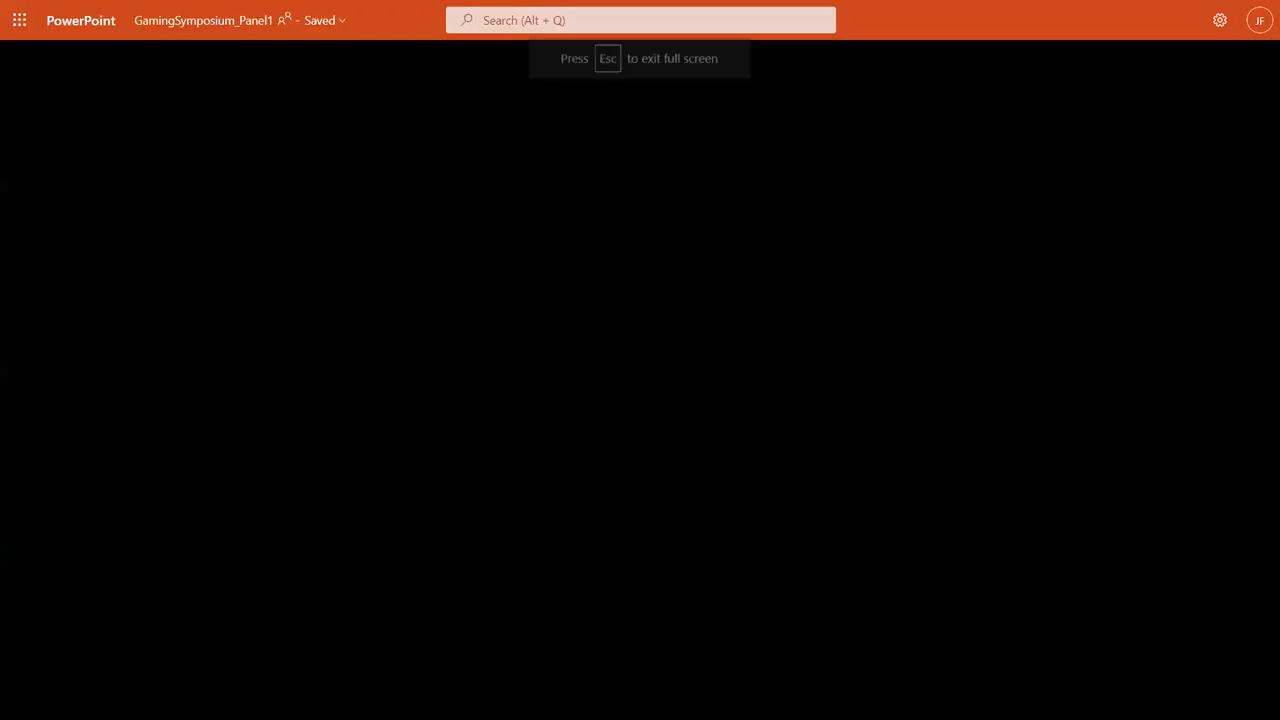 PowerPoint GamingSymposium_Panel1 - Saved Search (Alt + Q) JF
Press Esc to exit full screen